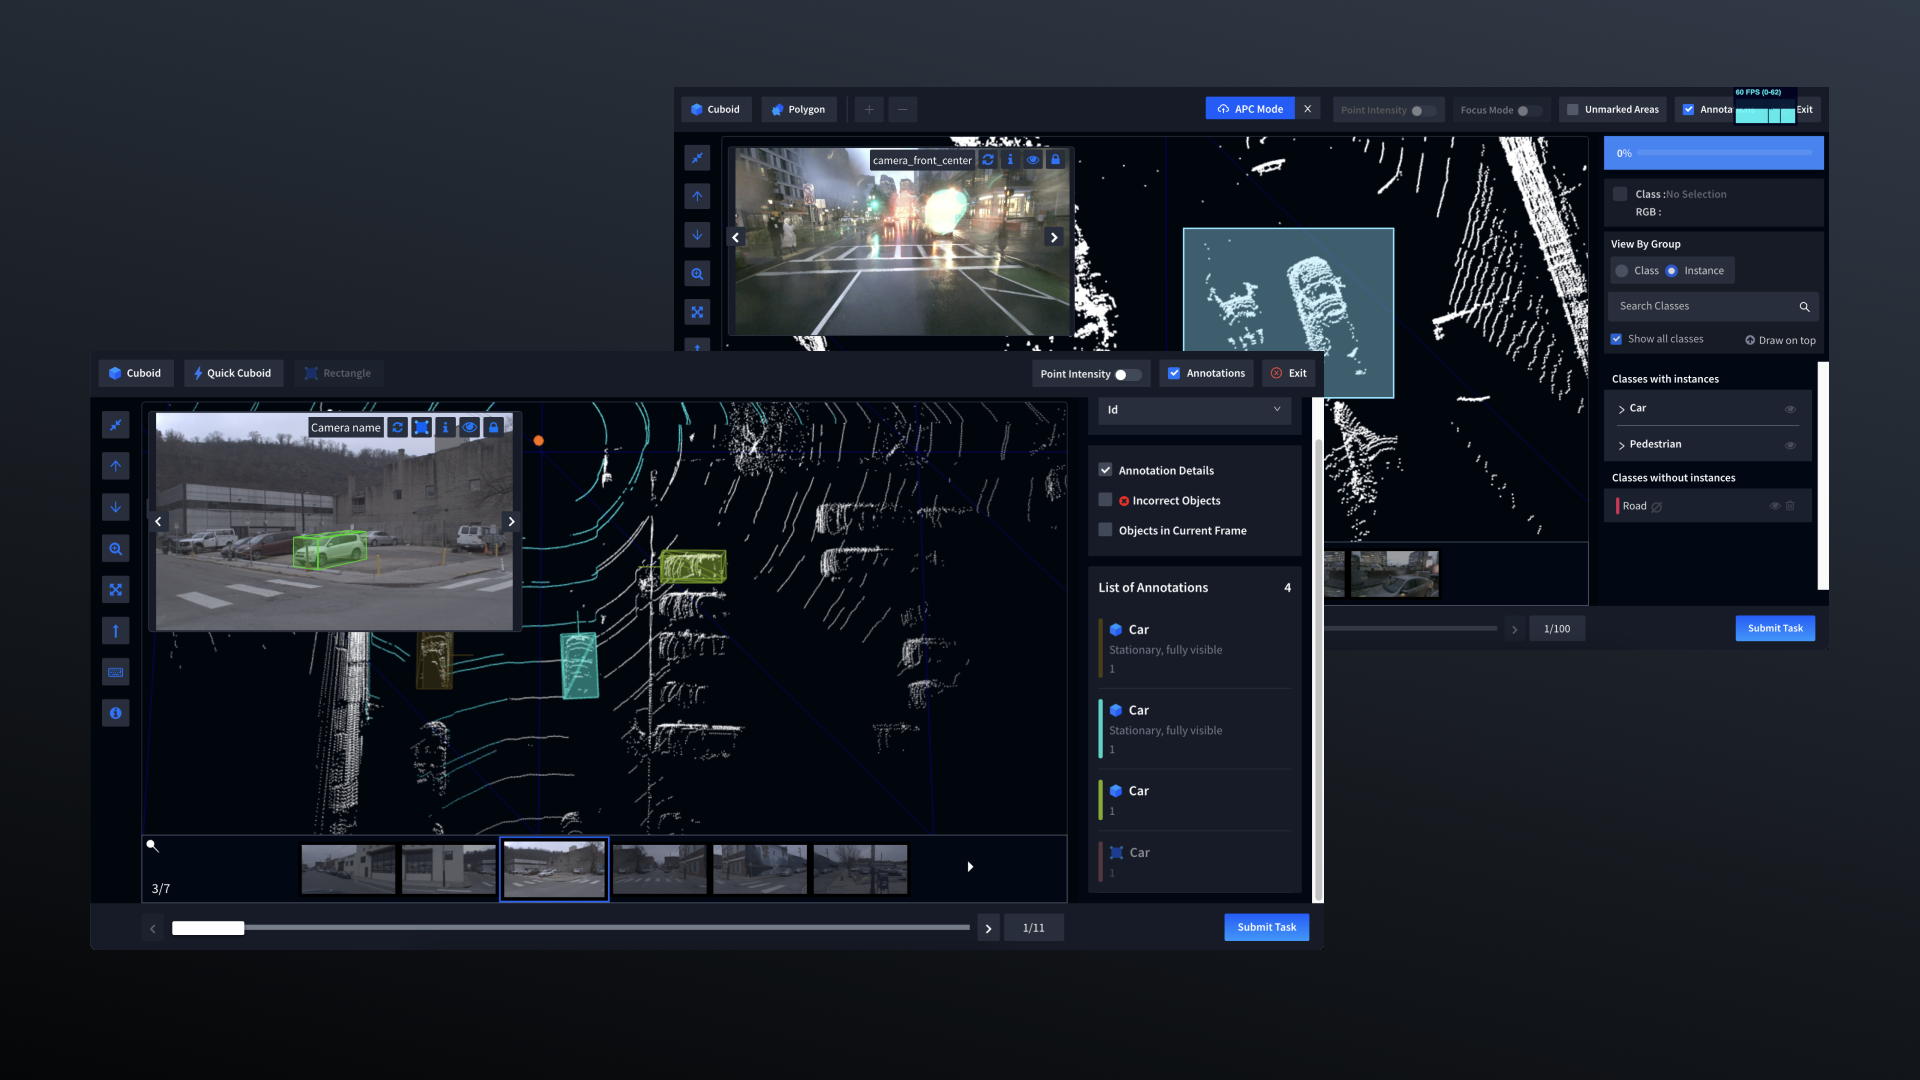 60 FPS (0-62)
Cuboid
Polygon
APC Mode
Point Intensity
Focus Mode
Unmarked Areas
Exit
camera_front_center
0%
Class :No Selection
RGB :
View By Group
Class
Instance
Search Classes
Show all classes
Draw on top
Classes with instances
Car
Pedestrian
Classes without instances
Road
1/100
Submit Task
Cuboid
Quick Cuboid
Rectangle
Point Intensity
Annotations
Exit
Camera name
Id
Annotation Details
Incorrect Objects
Objects in Current Frame
List of Annotations 4
Car
Stationary, fully visible
1
Car
Stationary, fully visible
1
Car
1
Car
1
3/7
1/11
Submit Task